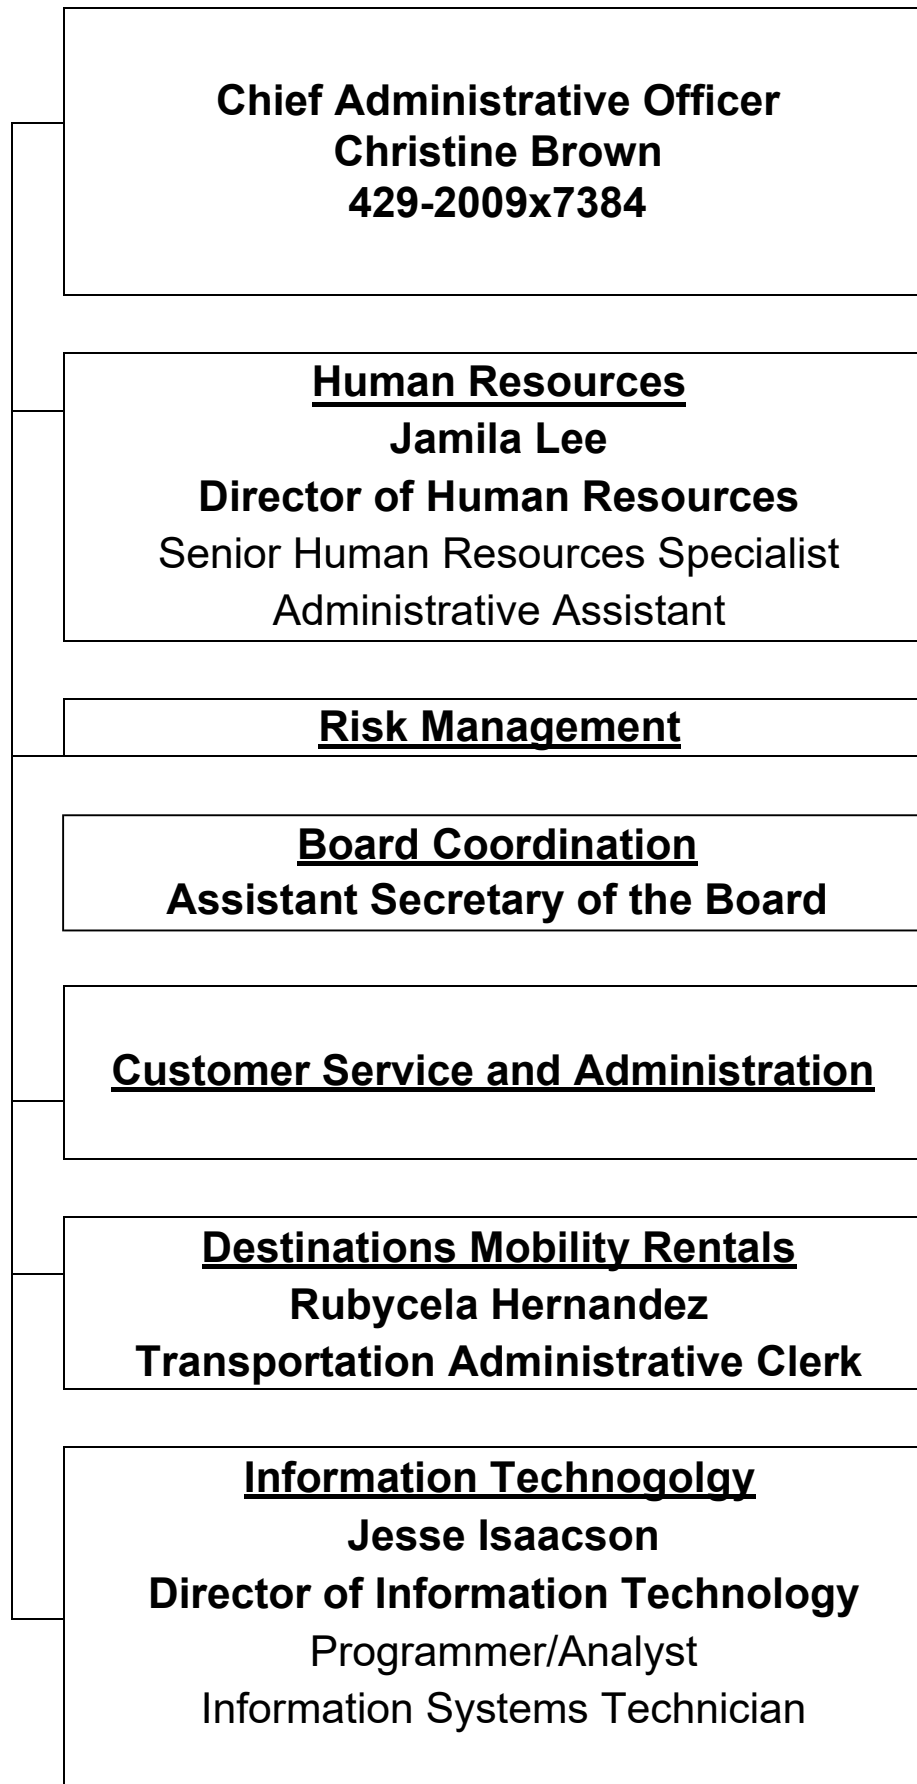 Chief Administrative Officer
Christine Brown
429-2009x7384
Human Resources
Jamila Lee
Director of Human Resources
Senior Human Resources Specialist
Administrative Assistant
Risk Management
Board Coordination
Assistant Secretary of the Board
Customer Service and Administration
Destinations Mobility Rentals
Rubycela Hernandez
Transportation Administrative Clerk
Information Technogolgy
Jesse Isaacson
Director of Information Technology
Programmer/Analyst
Information Systems Technician